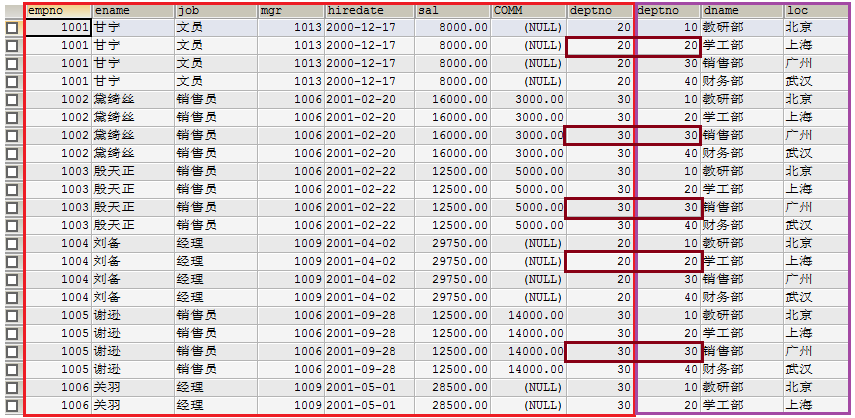 empno ename job mgr hiredate sal COMM deptno deptno dname loc
1001 甘宁 文员 1013 2000-12-17 8000.00 (NULL) 20 10 教研部 北京
1001 甘宁 文员 1013 2000-12-17 8000.00 (NULL) 20 20 学工部 上海
1001 甘宁 文员 1013 2000-12-17 8000.00 (NULL) 20 30 销售部 广州
1001 甘宁 文员 1013 2000-12-17 8000.00 (NULL) 20 40 财务部 武汉
1002 黛绮丝 销售员 1006 2001-02-20 16000.00 3000.00 30 10 教研部 北京
1002 黛绮丝 销售员 1006 2001-02-20 16000.00 3000.00 30 20 学工部 上海
1002 黛绮丝 销售员 1006 2001-02-20 16000.00 3000.00 30 30 销售部 广州
1002 黛绮丝 销售员 1006 2001-02-20 16000.00 3000.00 30 40 财务部 武汉
1003 殷天正 销售员 1006 2001-02-22 12500.00 5000.00 30 10 教研部 北京
1003 殷天正 销售员 1006 2001-02-22 12500.00 5000.00 30 20 学工部 上海
1003 殷天正 销售员 1006 2001-02-22 12500.00 5000.00 30 30 销售部 广州
1003 殷天正 销售员 1006 2001-02-22 12500.00 5000.00 30 40 财务部 武汉
1004 刘备 经理 1009 2001-04-02 29750.00 (NULL) 20 10 教研部 北京
1004 刘备 经理 1009 2001-04-02 29750.00 (NULL) 20 20 学工部 上海
1004 刘备 经理 1009 2001-04-02 29750.00 (NULL) 20 30 销售部 广州
1004 刘备 经理 1009 2001-04-02 29750.00 (NULL) 20 40 财务部 武汉
1005 谢逊 销售员 1006 2001-09-28 12500.00 14000.00 30 10 教研部 北京
1005 谢逊 销售员 1006 2001-09-28 12500.00 14000.00 30 20 学工部 上海
1005 谢逊 销售员 1006 2001-09-28 12500.00 14000.00 30 30 销售部 广州
1005 谢逊 销售员 1006 2001-09-28 12500.00 14000.00 30 40 财务部 武汉
1006 关羽 经理 1009 2001-05-01 28500.00 (NULL) 30 10 教研部 北京
1006 关羽 经理 1009 2001-05-01 28500.00 (NULL) 30 20 学工部 上海